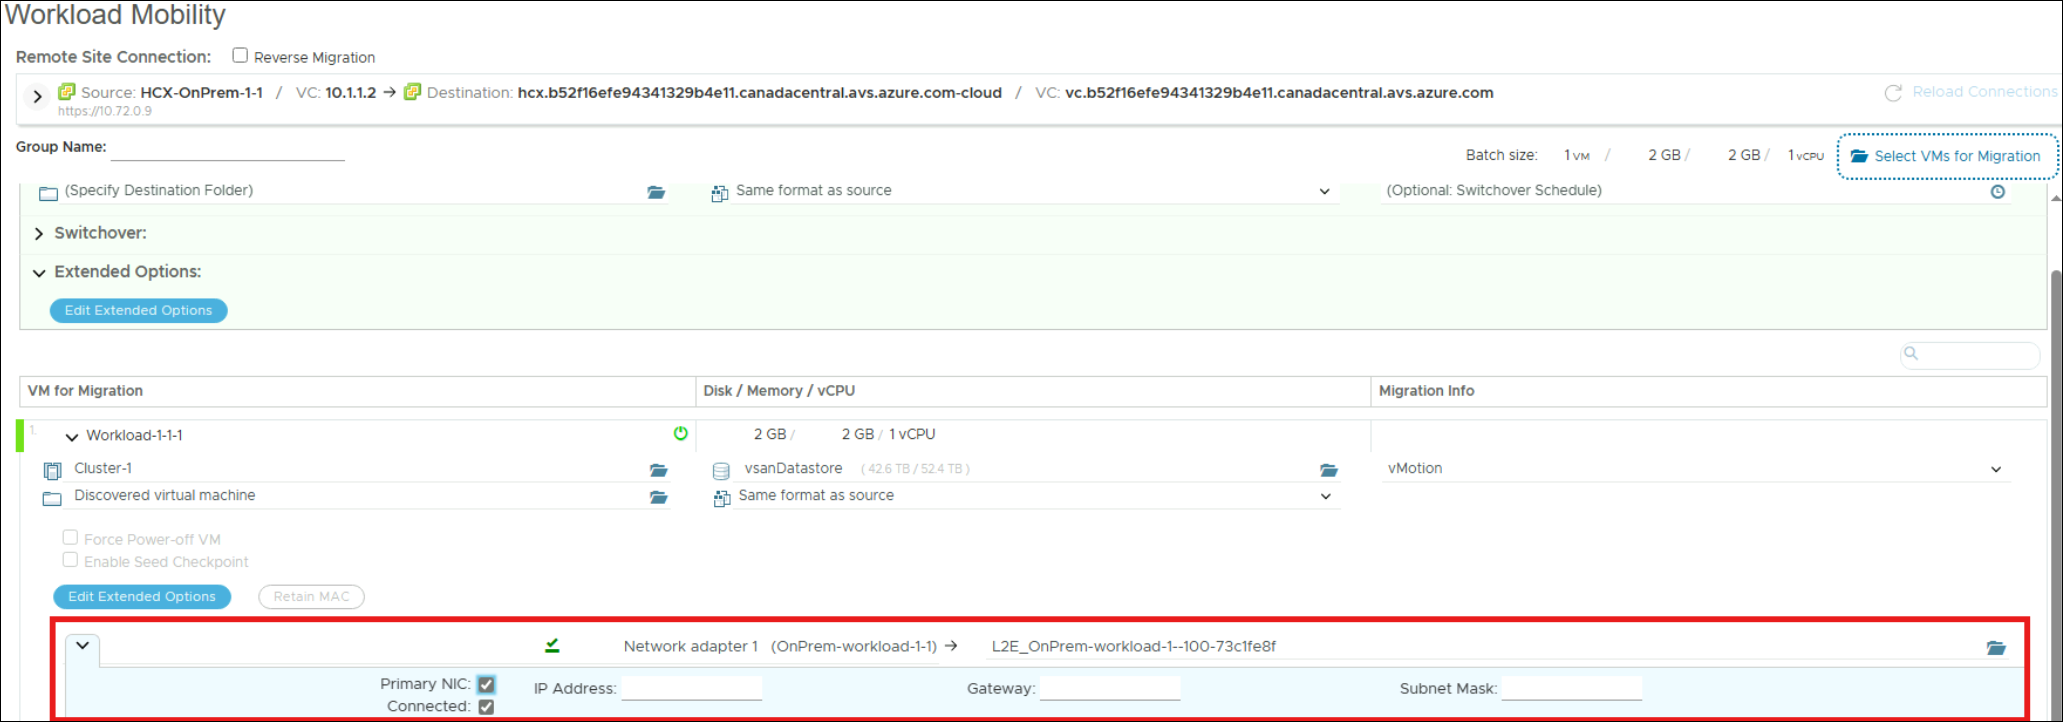 Workload Mobility
Remote Site Connection: Reverse Migration
Source: HCX-OnPrem-1-1 / VC: 10.1.1.2 → Destination: hcx.b52f16efe94341329b4e11.canadacentral.avs.azure.com-cloud / VC: vc.b52f16efe94341329b4e11.canadacentral.avs.azure.com Reload Connections
https://10.72.0.9
Group Name: Batch size: 1 VM / 2 GB / 2 GB / 1 vCPU Select VMs for Migration
(Specify Destination Folder) Same format as source (Optional: Switchover Schedule)
Switchover:
Extended Options:
Edit Extended Options
VM for Migration Disk / Memory / vCPU Migration Info
1. Workload-1-1-1 2 GB / 2 GB / 1 vCPU
Cluster-1 vsanDatastore ( 42.6 TB / 52.4 TB ) vMotion
Discovered virtual machine Same format as source
Force Power-off VM
Enable Seed Checkpoint
Edit Extended Options Retain MAC
Network adapter 1 (OnPrem-workload-1-1) → L2E_OnPrem-workload-1--100-73c1fe8f
Primary NIC: IP Address: Gateway: Subnet Mask:
Connected: